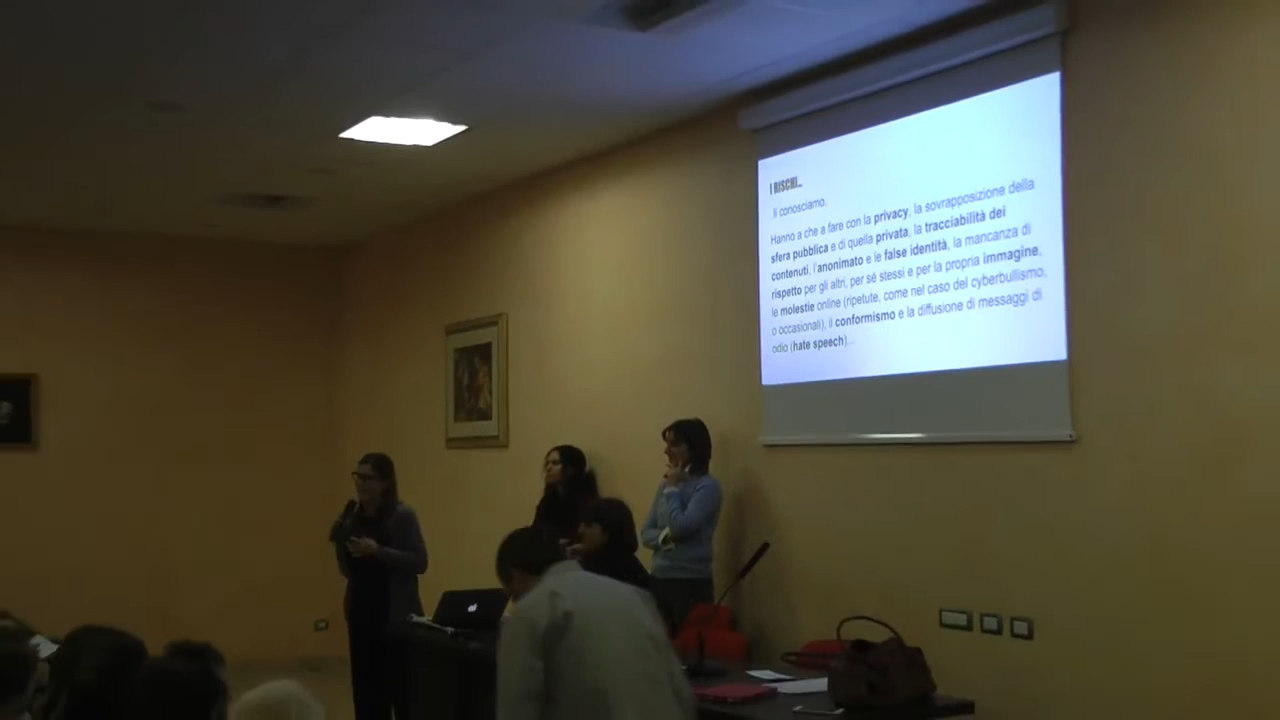 I RISCHI...
..li conosciamo.
Hanno a che a fare con la privacy, la sovrapposizione della
sfera pubblica e di quella privata, la tracciabilità dei
contenuti, l'anonimato e le false identità, la mancanza di
rispetto per gli altri, per sé stessi e per la propria immagine,
le molestie online (ripetute, come nel caso del cyberbullismo,
o occasionali), il conformismo e la diffusione di messaggi di
odio (hate speech)...